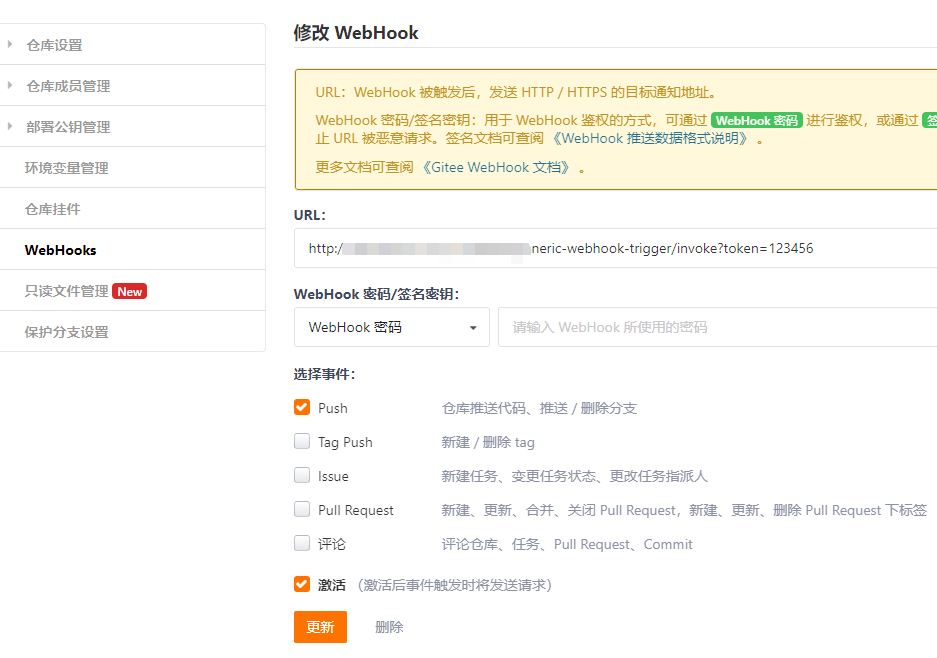 仓库设置
仓库成员管理
部署公钥管理
环境变量管理
仓库挂件
WebHooks
只读文件管理 New
保护分支设置
修改 WebHook
URL: WebHook 被触发后，发送 HTTP / HTTPS 的目标通知地址。
WebHook 密码/签名密钥：用于 WebHook 鉴权的方式，可通过 WebHook 密码 进行鉴权，或通过 签
止 URL 被恶意请求。签名文档可查阅《WebHook 推送数据格式说明》。
更多文档可查阅《Gitee WebHook 文档》。
URL:
http:/ neric-webhook-trigger/invoke?token=123456
WebHook 密码/签名密钥：
WebHook 密码
请输入 WebHook 所使用的密码
选择事件：
Push 仓库推送代码、推送 / 删除分支
Tag Push 新建 / 删除 tag
Issue 新建任务、变更任务状态、更改任务指派人
Pull Request 新建、更新、合并、关闭 Pull Request，新建、更新、删除 Pull Request 下标签
评论 评论仓库、任务、Pull Request、Commit
激活 （激活后事件触发时将发送请求）
更新 删除